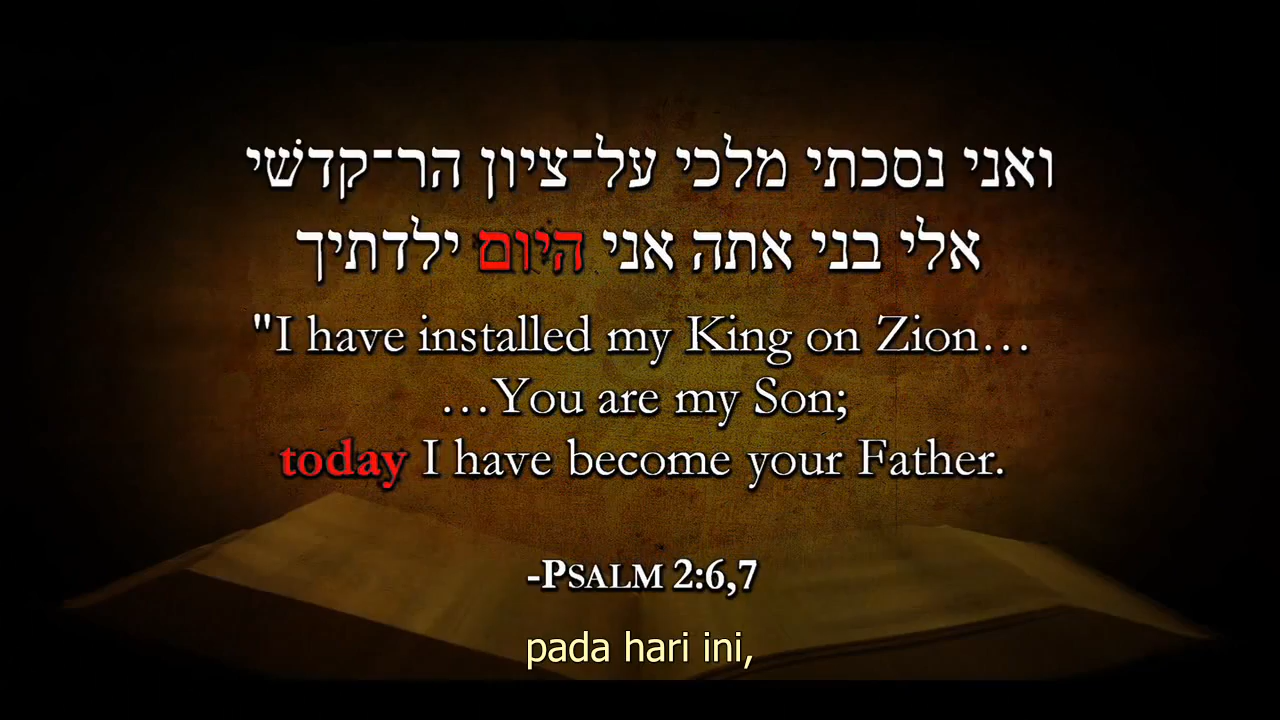 ואני נסכתי מלכי על־ציון הר־קדשׁי
אלי בני אתה אני היום ילדתיך
"I have installed my King on Zion…
…You are my Son;
today I have become your Father.
-PSALM 2:6,7
pada hari ini,